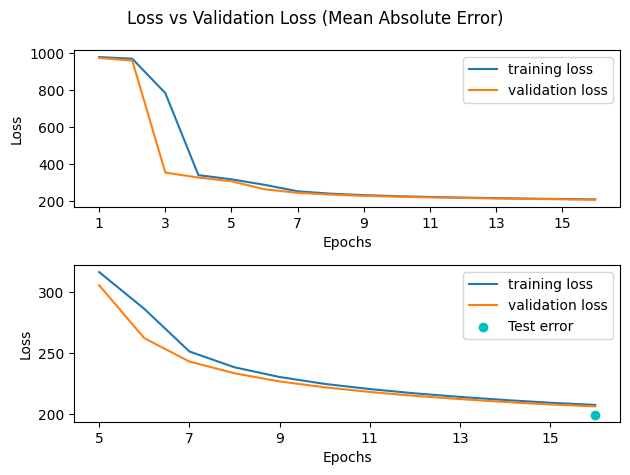 Loss vs Validation Loss (Mean Absolute Error)
1000
800
600
400
200
Loss
training loss
validation loss
1 3 5 7 9 11 13 15
Epochs
300
250
200
Loss
training loss
validation loss
Test error
5 7 9 11 13 15
Epochs